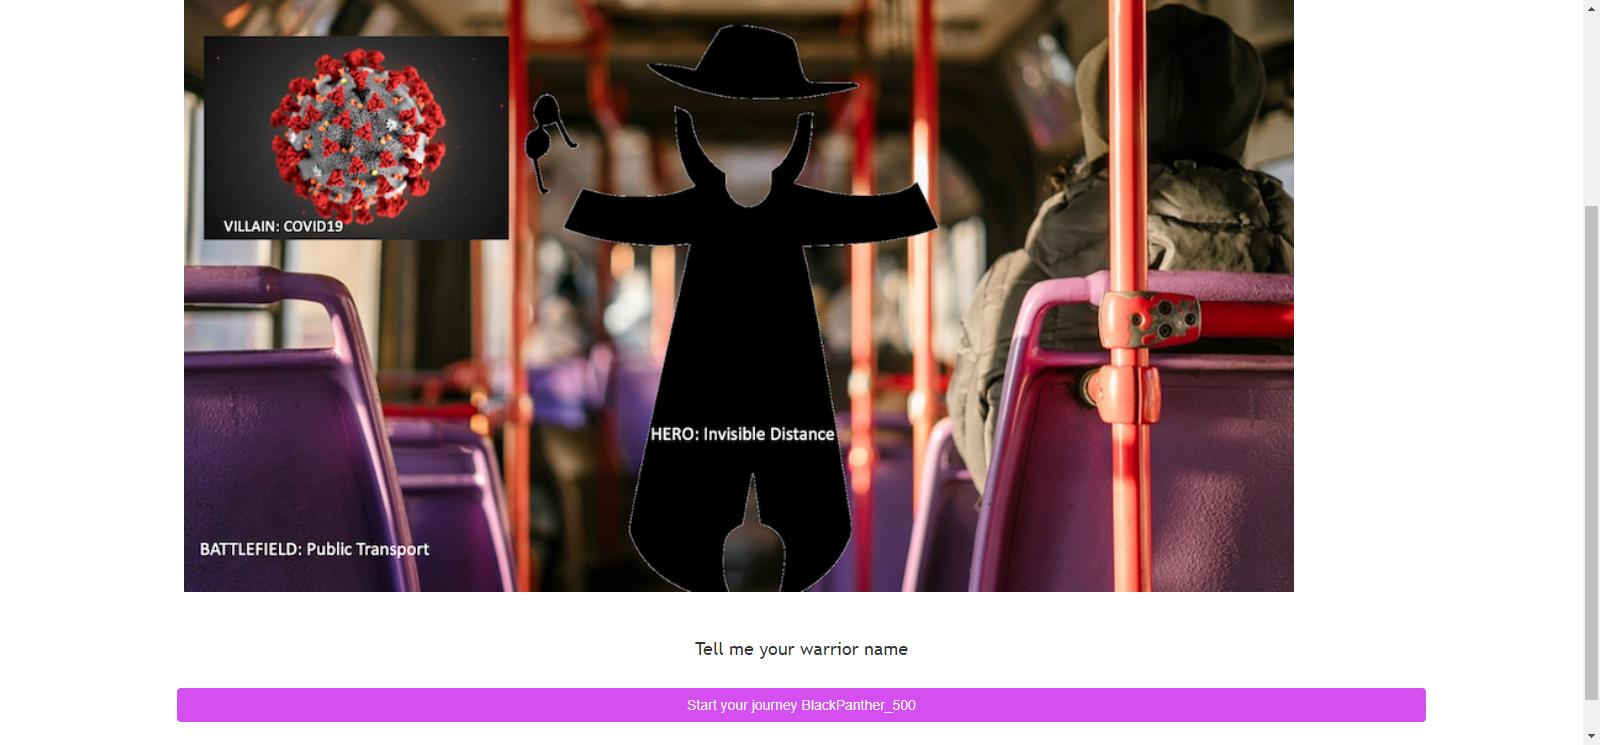 VILLAIN: COVID19
HERO: Invisible Distance
BATTLEFIELD: Public Transport
Tell me your warrior name
Start your journey BlackPanther_500